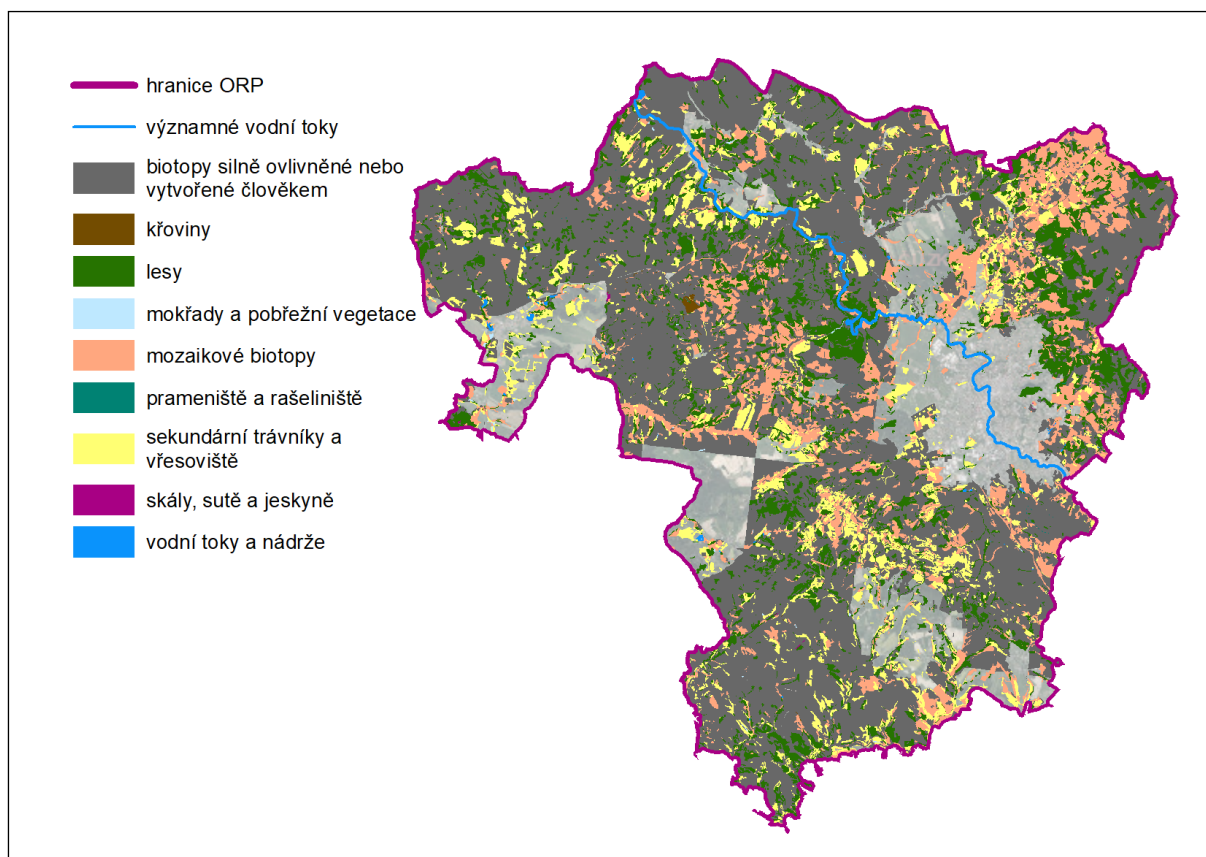 hranice ORP
významné vodní toky
biotopy silně ovlivněné nebo
vytvořené člověkem
křoviny
lesy
mokřady a pobřežní vegetace
mozaikové biotopy
prameniště a rašeliniště
sekundární trávníky a
vřesoviště
skály, sutě a jeskyně
vodní toky a nádrže